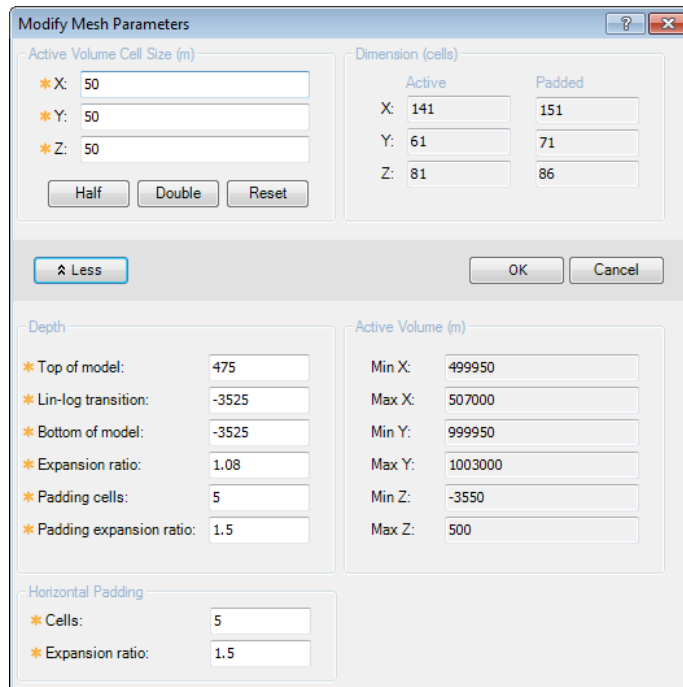 Modify Mesh Parameters
Active Volume Cell Size (m)
* X: 50
* Y: 50
* Z: 50
Half Double Reset
Dimension (cells)
Active Padded
X: 141 151
Y: 61 71
Z: 81 86
Less OK Cancel
Depth
* Top of model: 475
* Lin-log transition: -3525
* Bottom of model: -3525
* Expansion ratio: 1.08
* Padding cells: 5
* Padding expansion ratio: 1.5
Active Volume (m)
Min X: 499950
Max X: 507000
Min Y: 999950
Max Y: 1003000
Min Z: -3550
Max Z: 500
Horizontal Padding
* Cells: 5
* Expansion ratio: 1.5